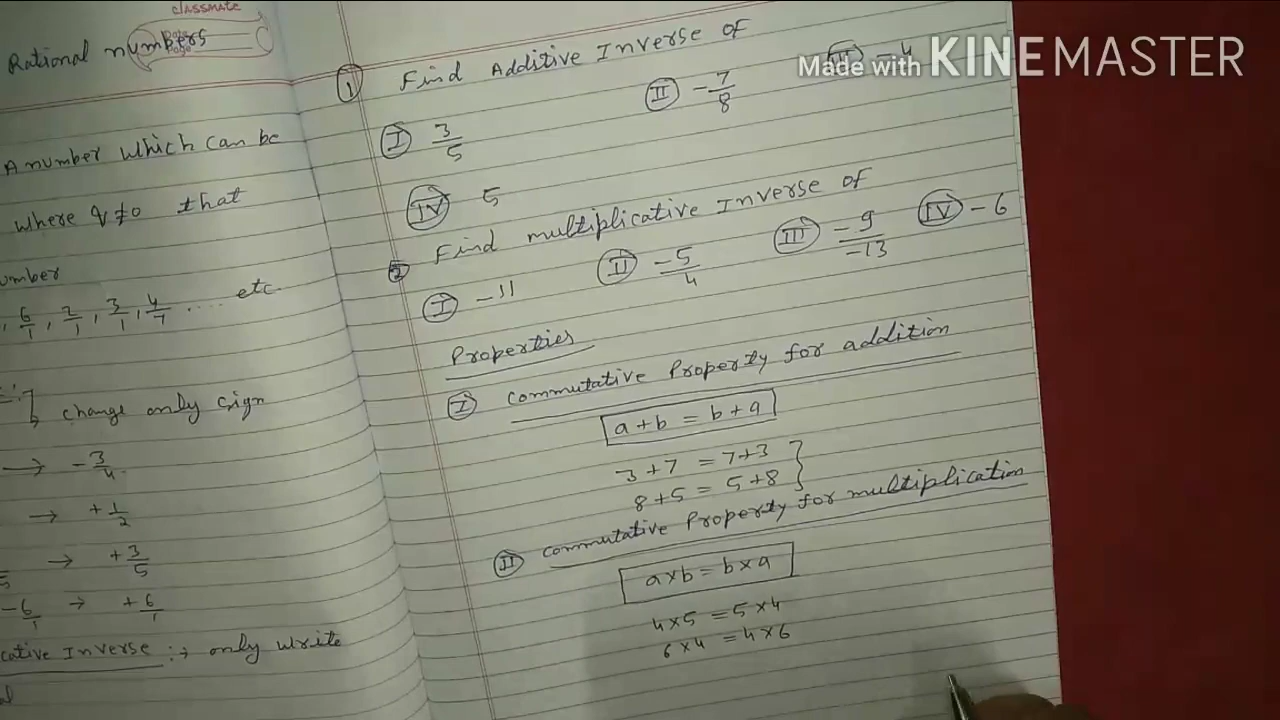 classmate
Date
Page
Rational numbers
A number which can be
where q ≠ 0 that
umber
, 6/1, 2/1, 3/1, 4/7 .... etc.
change only sign
→ -3/4.
→ +1/2
→ +3/5
-6/1 → +6/1
cative Inverse :→ only write
① Find Additive Inverse of
Ⓘ 3/5 Ⓘⓘ -7/8 Ⓘⓘⓘ -4
ⒾⓋ 5
② Find multiplicative Inverse of
Ⓘ -11 Ⓘⓘ -5/4 Ⓘⓘⓘ -9/-13 ⒾⓋ -6
Properties
Ⓘ Commutative Property for addition
a + b = b + a
3 + 7 = 7 + 3
8 + 5 = 5 + 8
Ⓘⓘ Commutative Property for multiplication
a × b = b × a
4 × 5 = 5 × 4
6 × 4 = 4 × 6
Made with KINEMASTER